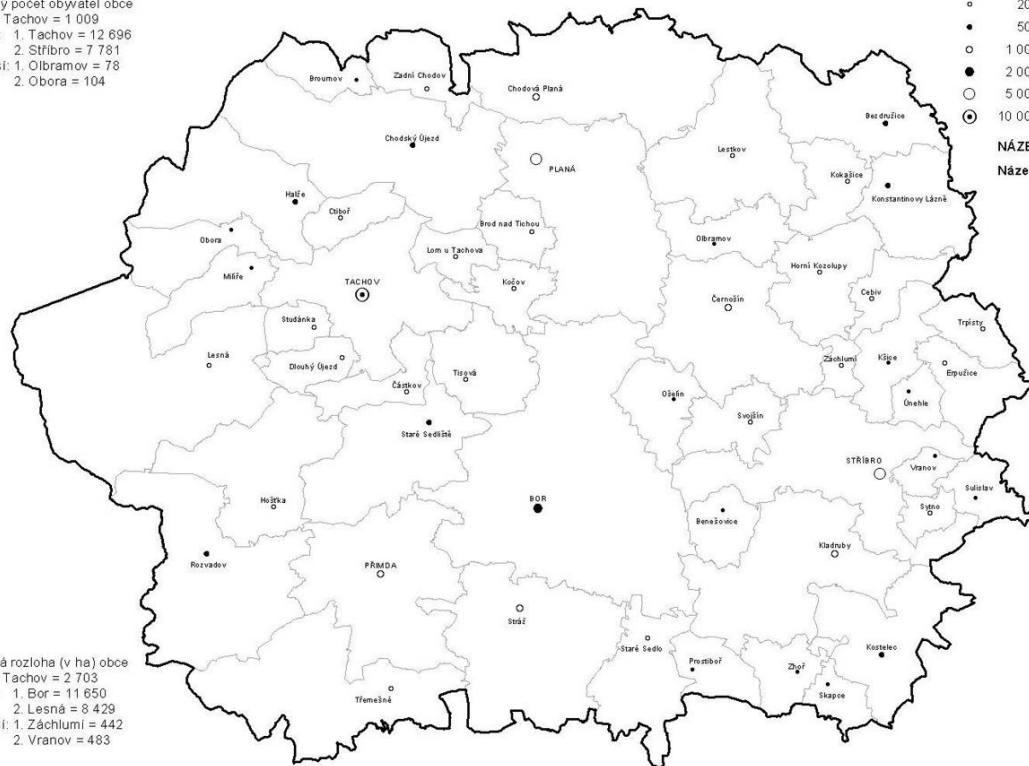 ý počet obyvatel obce
Tachov = 1 009
1. Tachov = 12 696
2. Stříbro = 7 781
sí: 1. Olbramov = 78
2. Obora = 104
20
50
1 00
2 00
5 00
10 00
NÁZE
Náze
Broumov
Zadní Chodov
Chodová Planá
Bezdružice
Chodský Újezd
Lestkov
PLANÁ
Kokašice
Konstantinovy Lázně
Halže
Ctiboř
Brod nad Tichou
Obora
Olbramov
Lom u Tachova
Milíře
Horní Kozolupy
TACHOV
Kočov
Cebiv
Černošín
Studánka
Trpísty
Lesná
Dlouhý Újezd
Záchlumí
Kšice
Erpužice
Tisová
Částkov
Ošelín
Únehle
Svojšín
Staré Sedliště
STŘÍBRO
Vranov
Sulislav
Hošťka
BOR
Sytno
Benešovice
Kladruby
Rozvadov
PŘIMDA
Stráž
Staré Sedlo
Kostelec
Prostiboř
Zhoř
Skapce
Třemešné
á rozloha (v ha) obce
Tachov = 2 703
1. Bor = 11 650
2. Lesná = 8 429
sí: 1. Záchlumí = 442
2. Vranov = 483